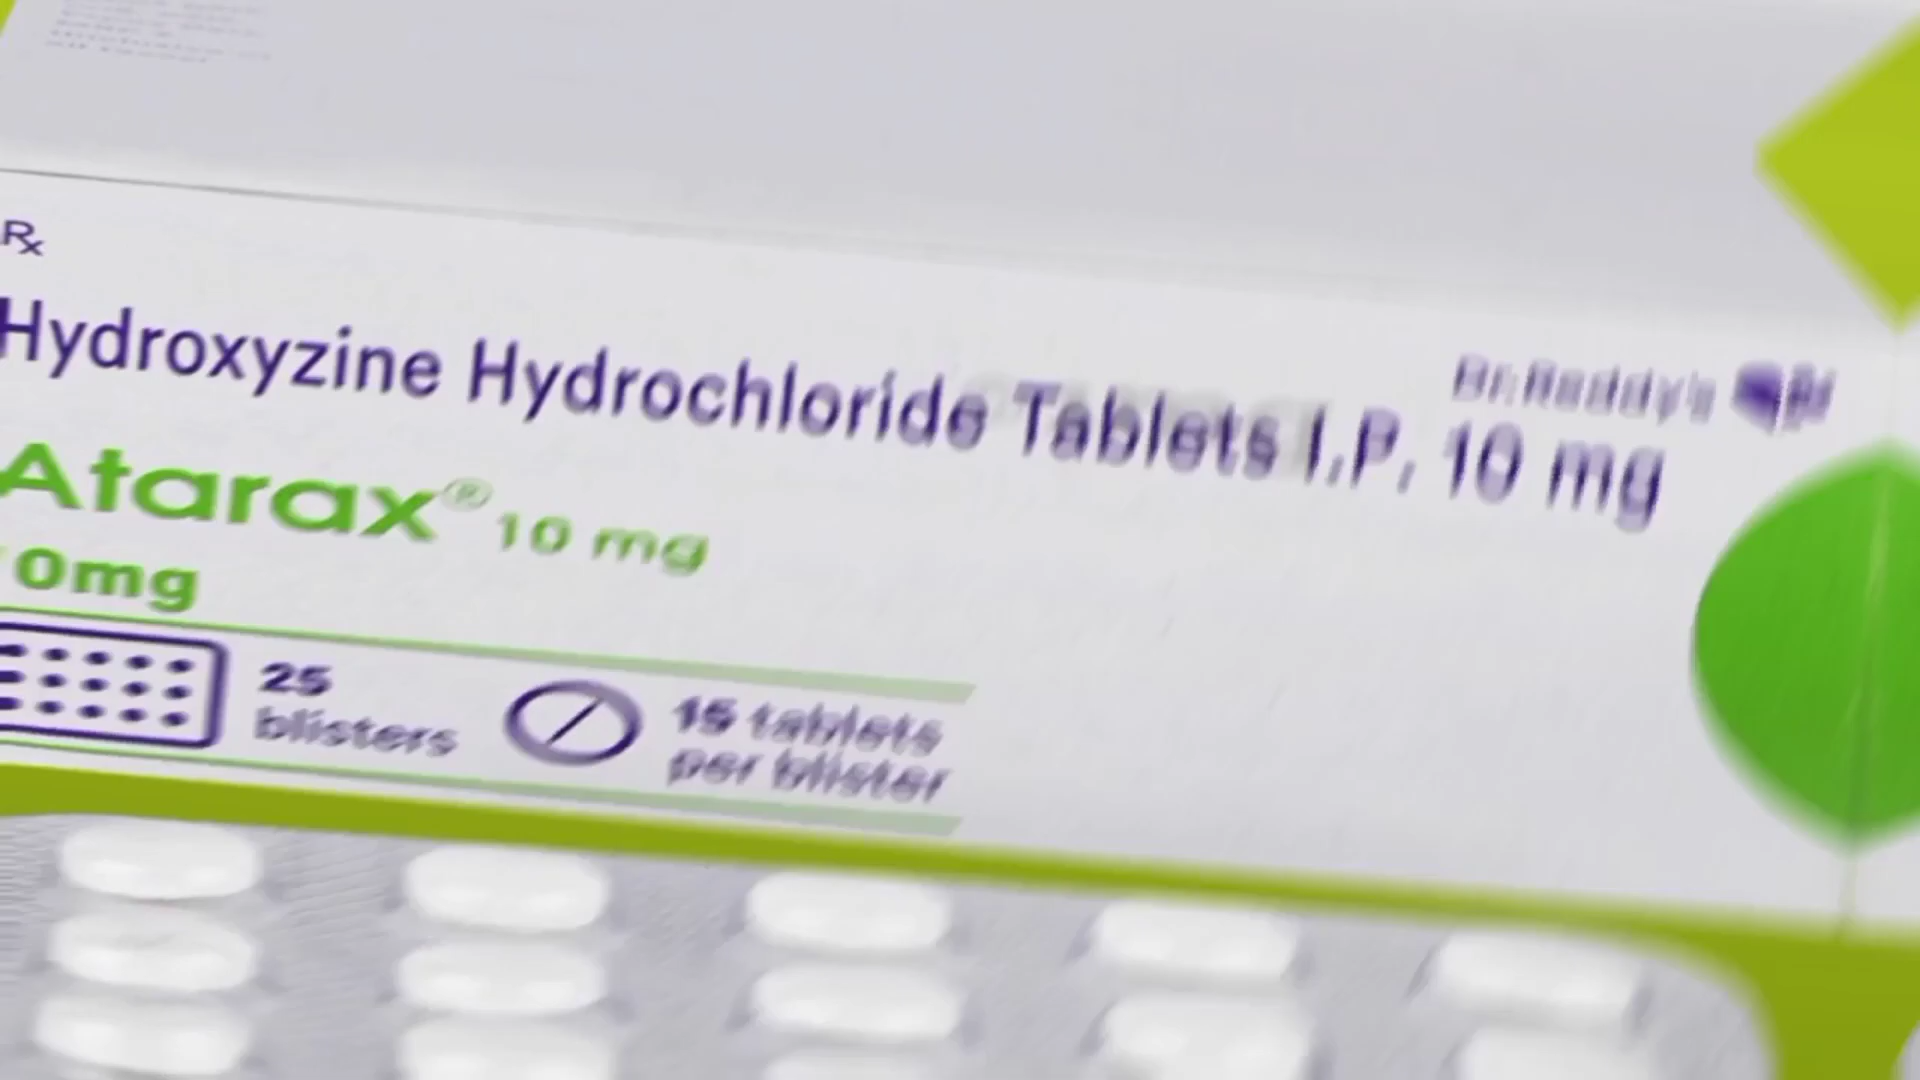 Rx
Hydroxyzine Hydrochloride Tablets I.P. 10 mg
Dr.Reddy's
Atarax® 10 mg
0mg
25
blisters
15 tablets
per blister